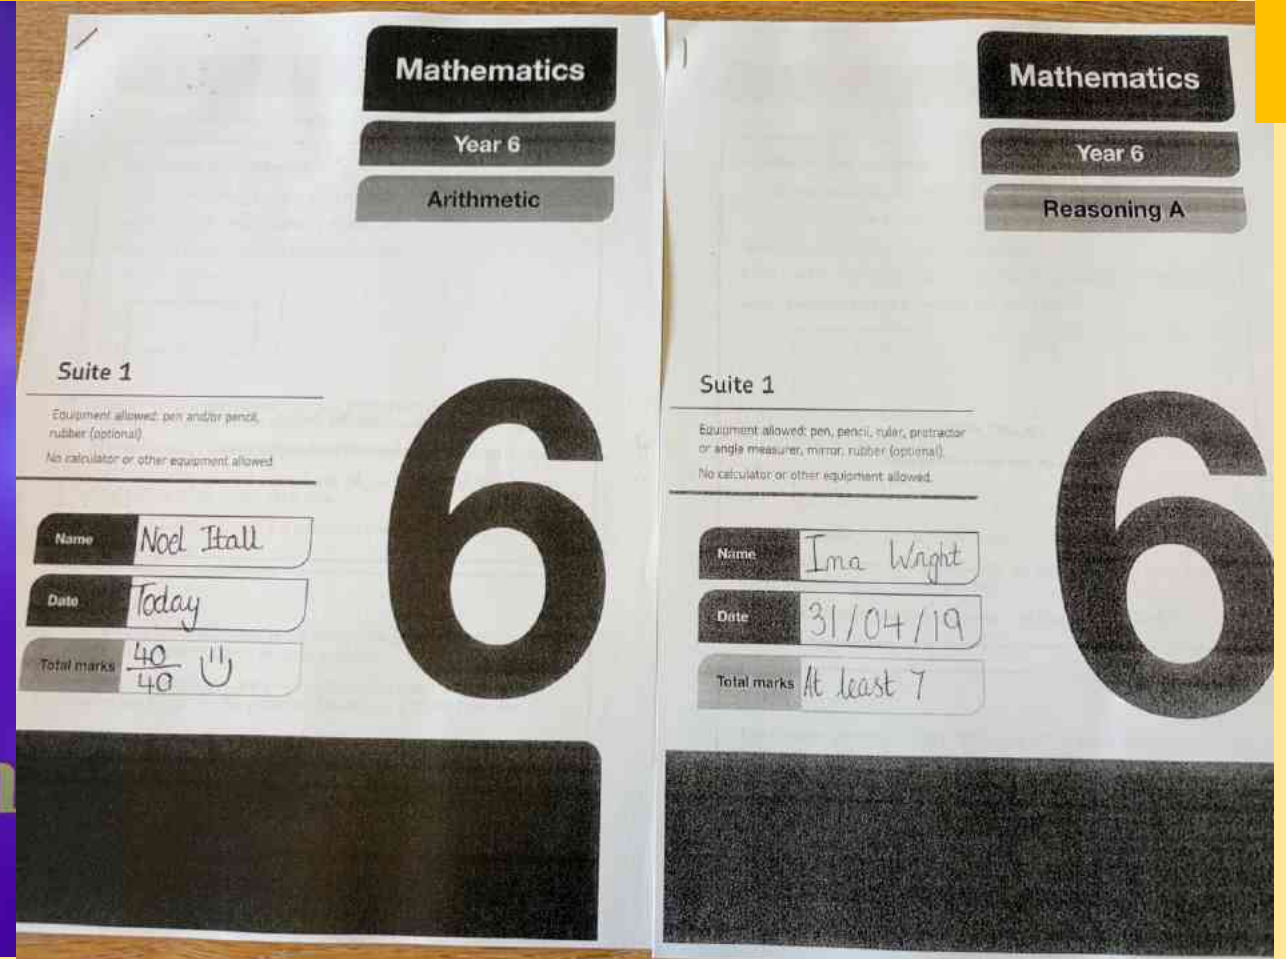 Mathematics
Year 6
Arithmetic
Suite 1
Equipment allowed: pen and/or pencil,
rubber (optional)
No calculator or other equipment allowed
6
Name Noel Itall
Date Today
Total marks 40
40
Mathematics
Year 6
Reasoning A
Suite 1
Equipment allowed: pen, pencil, ruler, protractor
or angle measurer, mirror, rubber (optional).
No calculator or other equipment allowed.
6
Name Ima Wright
Date 31/04/19
Total marks At least 7